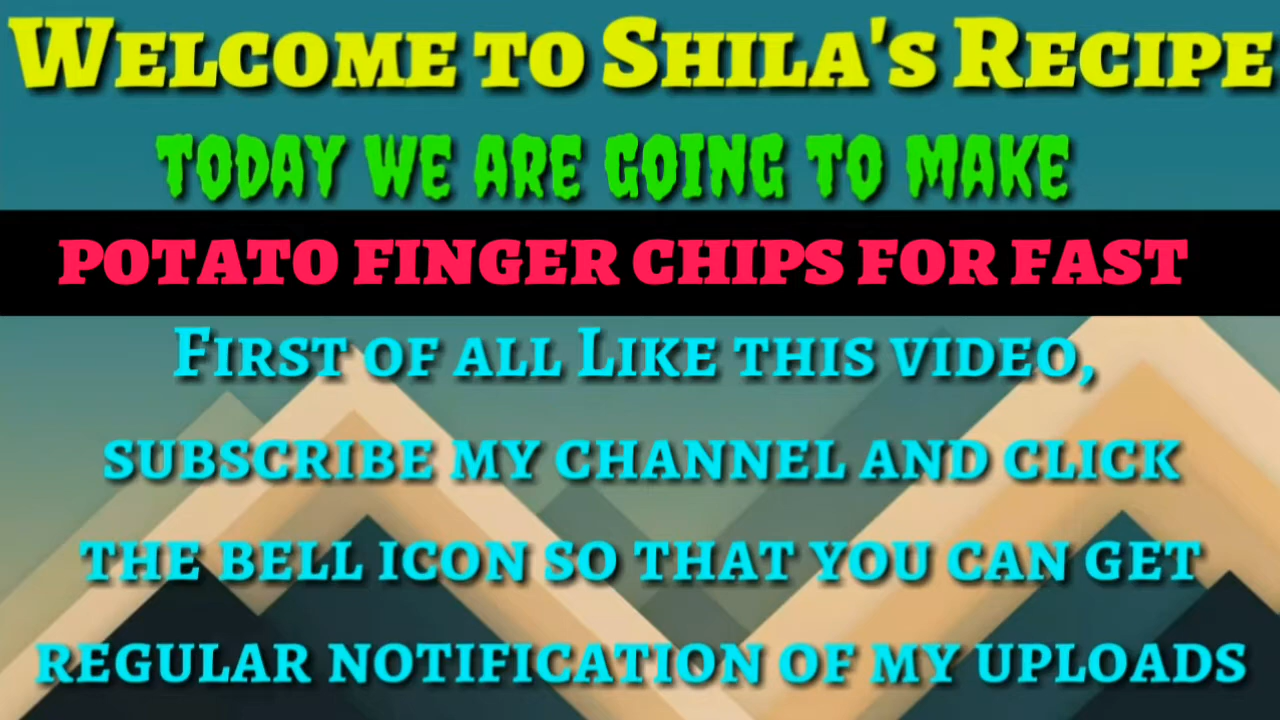 Welcome to Shila's Recipe
TODAY WE ARE GOING TO MAKE
POTATO FINGER CHIPS FOR FAST
First of all Like this video,
subscribe my channel and click
the bell icon so that you can get
regular notification of my uploads